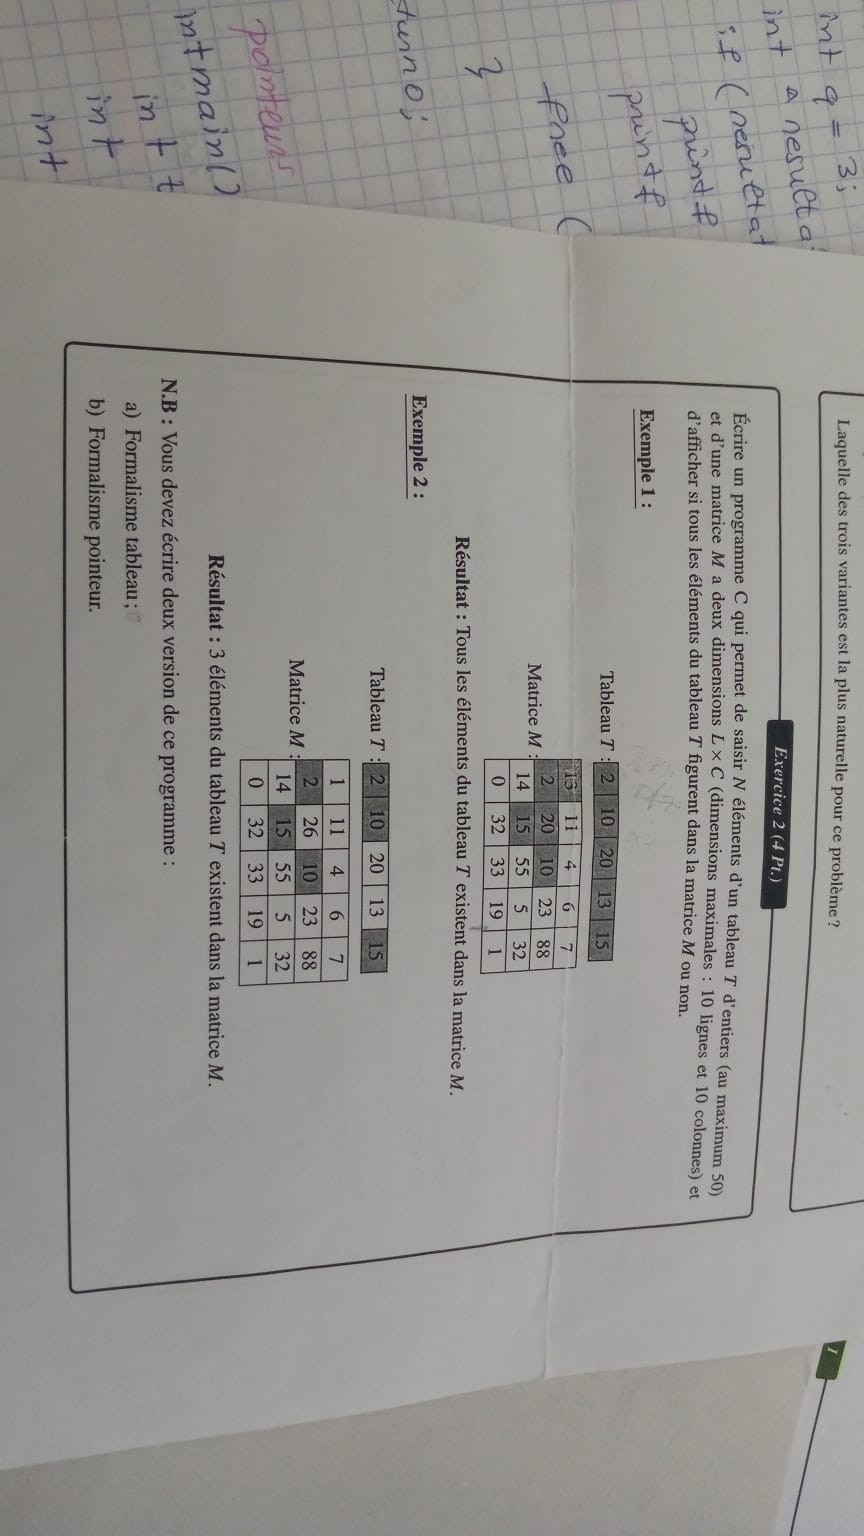 int q = 3;
int * resulta
if (resultat
printf
printf
free (
}
turn 0;
pointeurs
int main()
int t
int
int
Laquelle des trois variantes est la plus naturelle pour ce problème ?
1
Exercice 2 (4 Pt.)
Écrire un programme C qui permet de saisir N éléments d'un tableau T d'entiers (au maximum 50)
et d'une matrice M a deux dimensions L × C (dimensions maximales : 10 lignes et 10 colonnes) et
d'afficher si tous les éléments du tableau T figurent dans la matrice M ou non.
Exemple 1 :
Tableau T : 2 10 20 13 15
13 11 4 6 7
Matrice M : 2 20 10 23 88
14 15 55 5 32
0 32 33 19 1
Résultat : Tous les éléments du tableau T existent dans la matrice M.
Exemple 2 :
Tableau T : 2 10 20 13 15
1 11 4 6 7
Matrice M : 2 26 10 23 88
14 15 55 5 32
0 32 33 19 1
Résultat : 3 éléments du tableau T existent dans la matrice M.
N.B : Vous devez écrire deux version de ce programme :
a) Formalisme tableau ;
b) Formalisme pointeur.